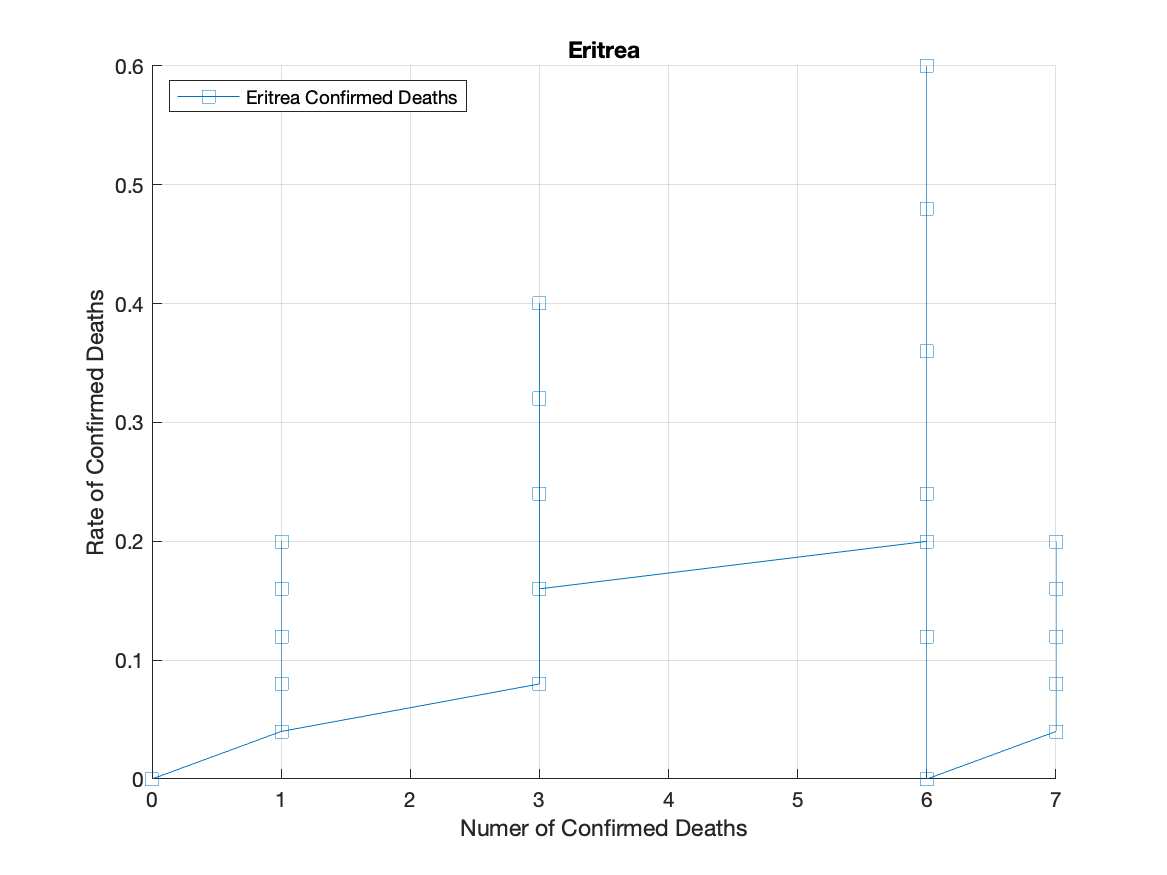 Eritrea
Eritrea Confirmed Deaths
0.6
0.5
0.4
0.3
0.2
0.1
0
Rate of Confirmed Deaths
0 1 2 3 4 5 6 7
Numer of Confirmed Deaths